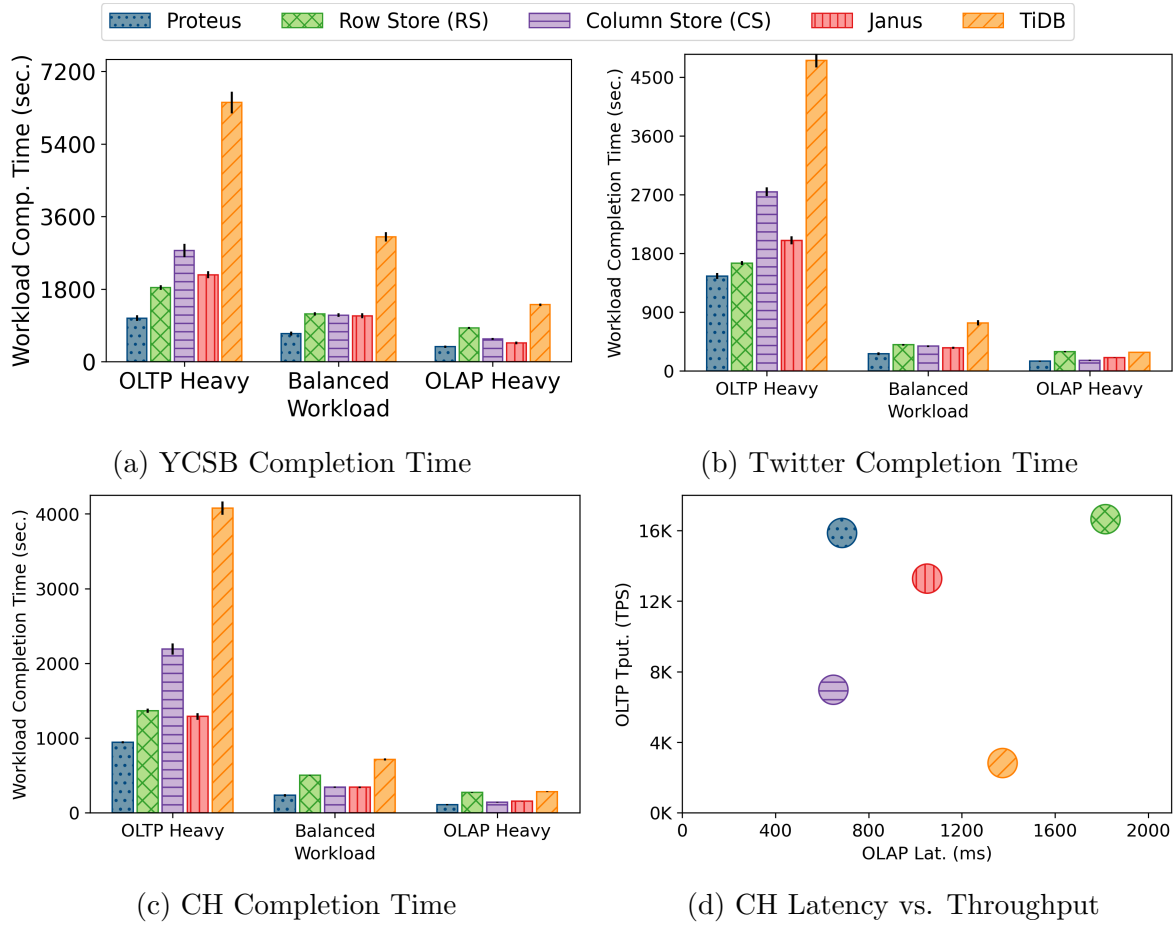 Proteus Row Store (RS) Column Store (CS) Janus TiDB
Workload Comp. Time (sec.)
7200
5400
3600
1800
0
OLTP Heavy Balanced OLAP Heavy
Workload
(a) YCSB Completion Time
Workload Completion Time (sec.)
4500
3600
2700
1800
900
0
OLTP Heavy Balanced OLAP Heavy
Workload
(b) Twitter Completion Time
Workload Completion Time (sec.)
4000
3000
2000
1000
0
OLTP Heavy Balanced OLAP Heavy
Workload
(c) CH Completion Time
OLTP Tput. (TPS)
16K
12K
8K
4K
0K
0 400 800 1200 1600 2000
OLAP Lat. (ms)
(d) CH Latency vs. Throughput